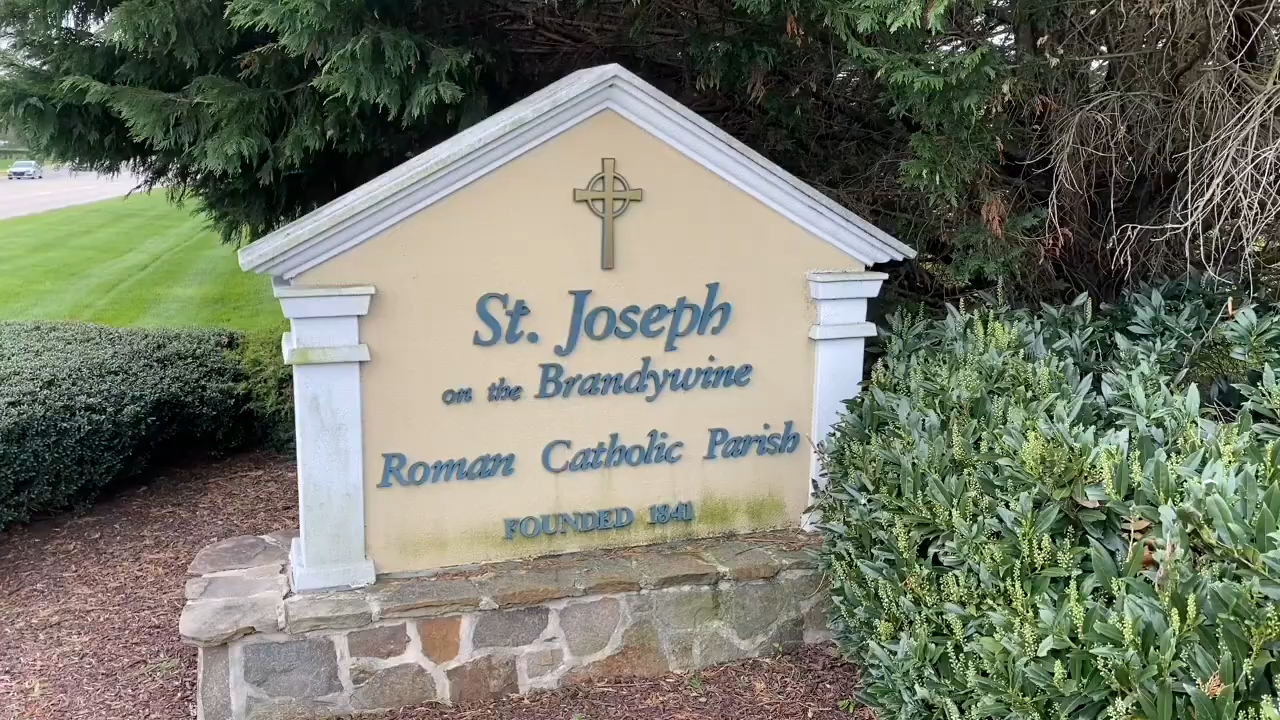 St. Joseph
on the Brandywine
Roman Catholic Parish
FOUNDED 1841